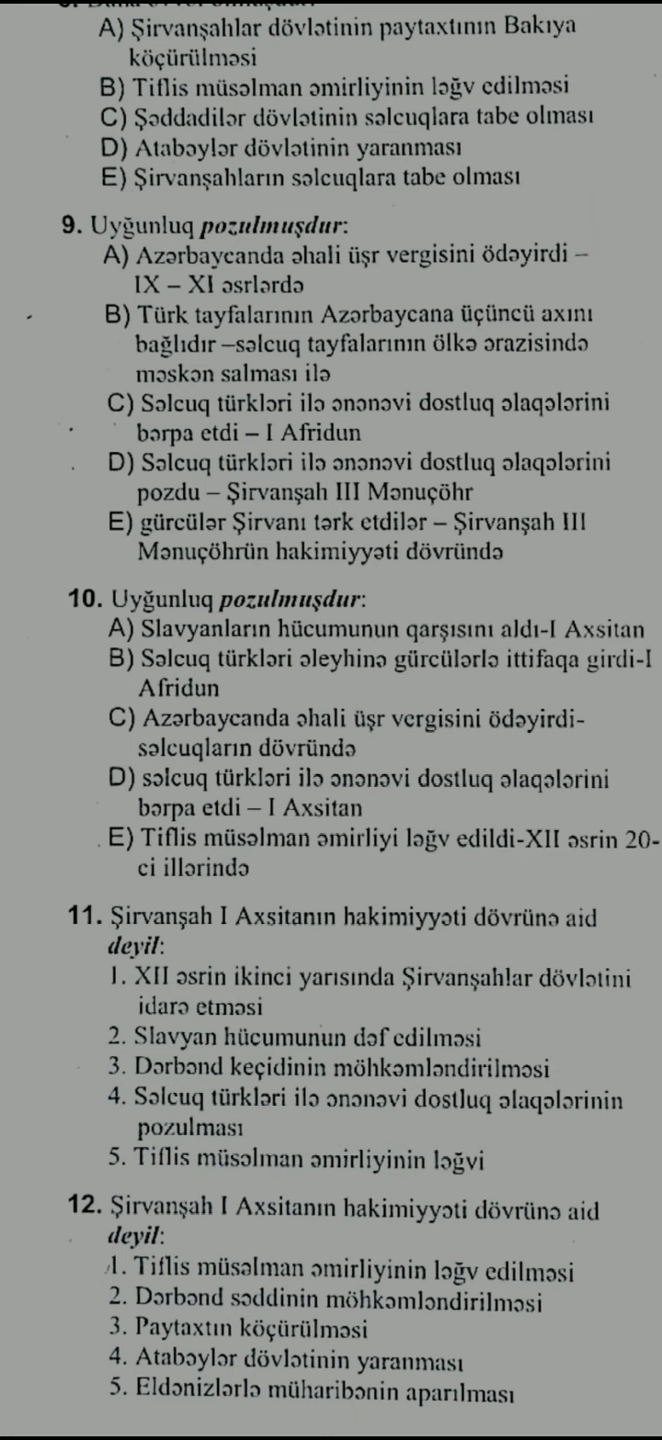 A) Şirvanşahlar dövlətinin paytaxtının Bakıya
köçürülməsi
B) Tiflis müsəlman əmirliyinin ləğv edilməsi
C) Şəddadilər dövlətinin səlcuqlara tabe olması
D) Atabəylər dövlətinin yaranması
E) Şirvanşahların səlcuqlara tabe olması
9. Uyğunluq pozulmuşdur:
A) Azərbaycanda əhali üşr vergisini ödəyirdi –
IX – XI əsrlərdə
B) Türk tayfalarının Azərbaycana üçüncü axını
bağlıdır –səlcuq tayfalarının ölkə ərazisində
məskən salması ilə
C) Səlcuq türkləri ilə ənənəvi dostluq əlaqələrini
bərpa etdi – I Afridun
D) Səlcuq türkləri ilə ənənəvi dostluq əlaqələrini
pozdu – Şirvanşah III Mənuçöhr
E) gürcülər Şirvanı tərk etdilər – Şirvanşah III
Mənuçöhrün hakimiyyəti dövründə
10. Uyğunluq pozulmuşdur:
A) Slavyanların hücumunun qarşısını aldı-I Axsitan
B) Səlcuq türkləri əleyhinə gürcülərlə ittifaqa girdi-I
Afridun
C) Azərbaycanda əhali üşr vergisini ödəyirdi-
səlcuqların dövründə
D) səlcuq türkləri ilə ənənəvi dostluq əlaqələrini
bərpa etdi – I Axsitan
E) Tiflis müsəlman əmirliyi ləğv edildi-XII əsrin 20-
ci illərində
11. Şirvanşah I Axsitanın hakimiyyəti dövrünə aid
deyil:
1. XII əsrin ikinci yarısında Şirvanşahlar dövlətini
idarə etməsi
2. Slavyan hücumunun dəf edilməsi
3. Dərbənd keçidinin möhkəmləndirilməsi
4. Səlcuq türkləri ilə ənənəvi dostluq əlaqələrinin
pozulması
5. Tiflis müsəlman əmirliyinin ləğvi
12. Şirvanşah I Axsitanın hakimiyyəti dövrünə aid
deyil:
1. Tiflis müsəlman əmirliyinin ləğv edilməsi
2. Dərbənd səddinin möhkəmləndirilməsi
3. Paytaxtın köçürülməsi
4. Atabəylər dövlətinin yaranması
5. Eldənizlərlə müharibənin aparılması